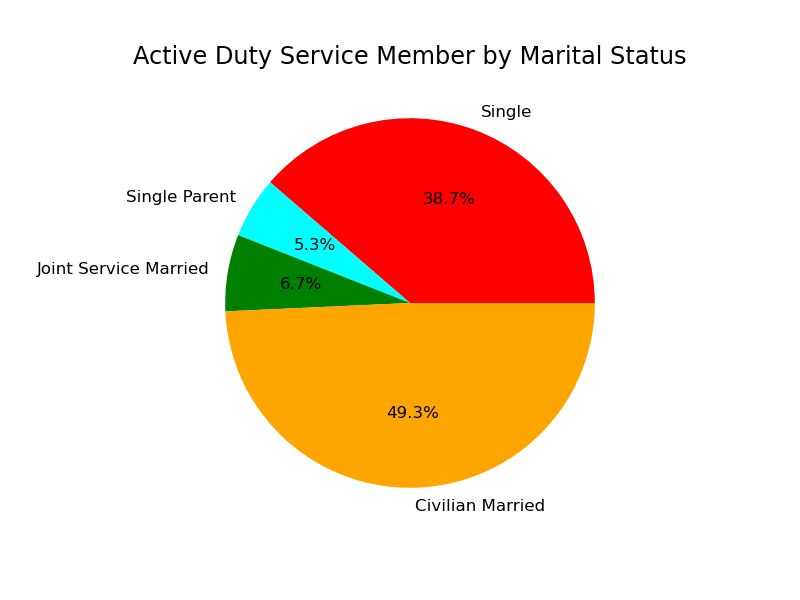 Active Duty Service Member by Marital Status
Single
38.7%
Single Parent
5.3%
Joint Service Married
6.7%
49.3%
Civilian Married